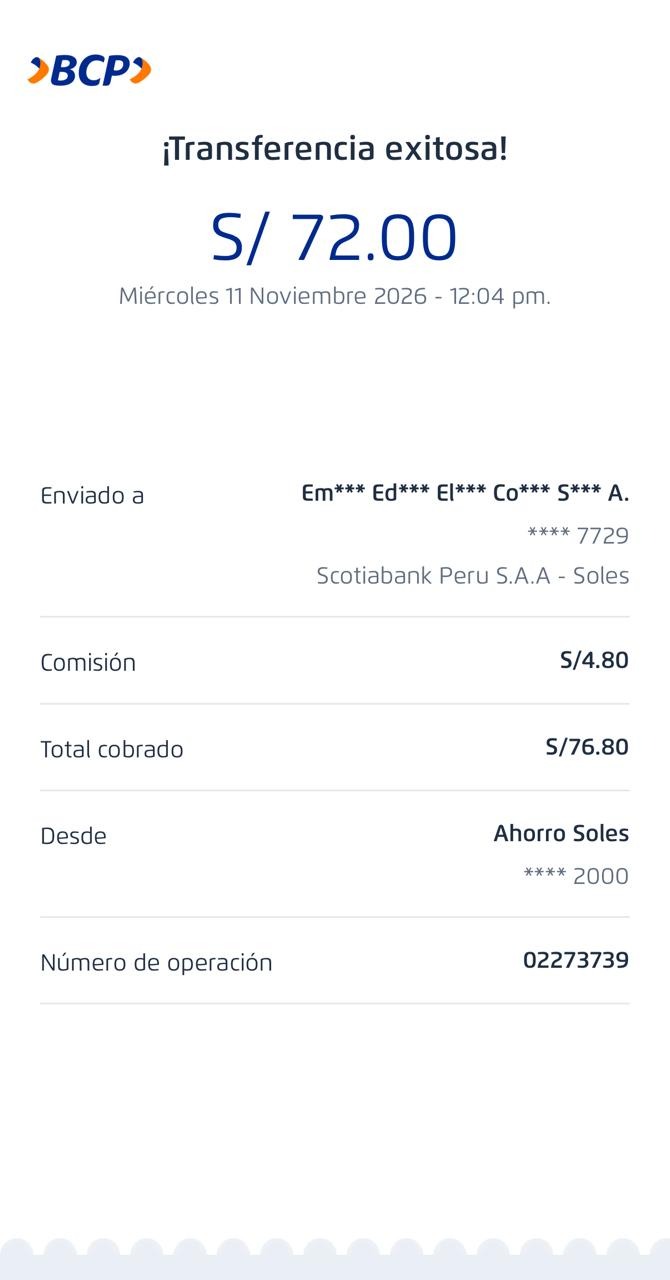 BCP
¡Transferencia exitosa!
S/ 72.00
Miércoles 11 Noviembre 2026 - 12:04 pm.
Enviado a
Em*** Ed*** El*** Co*** S*** A.
**** 7729
Scotiabank Peru S.A.A - Soles
Comisión
S/4.80
Total cobrado
S/76.80
Desde
Ahorro Soles
**** 2000
Número de operación
02273739